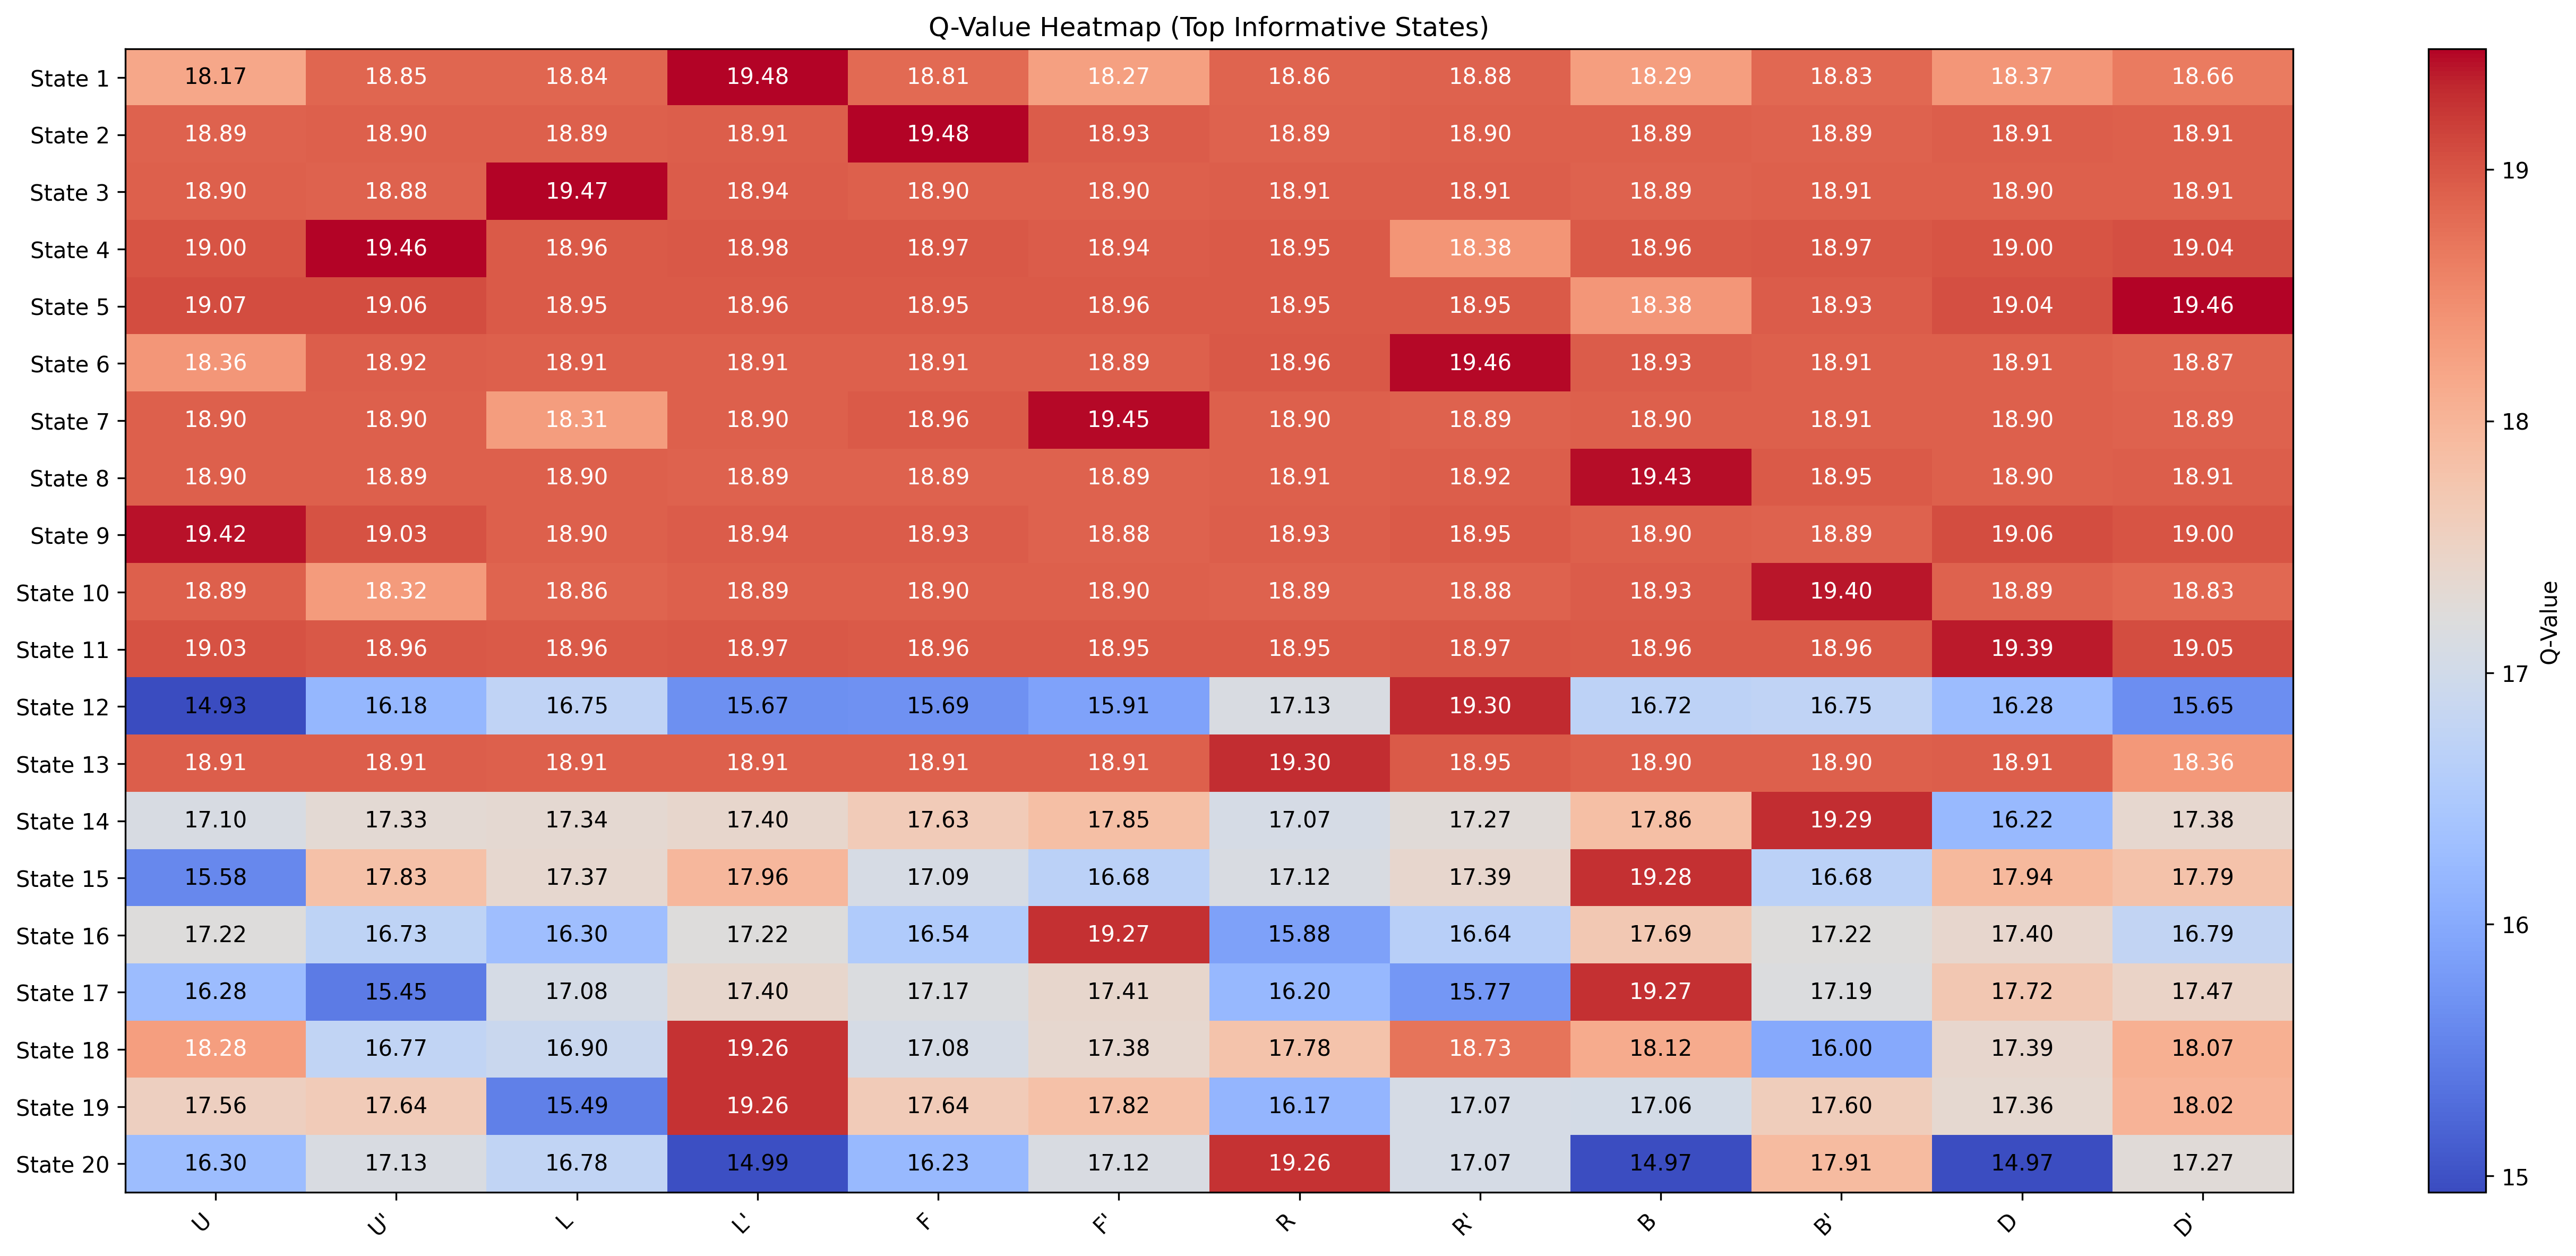 Q-Value Heatmap (Top Informative States)
State 1 18.17 18.85 18.84 19.48 18.81 18.27 18.86 18.88 18.29 18.83 18.37 18.66
State 2 18.89 18.90 18.89 18.91 19.48 18.93 18.89 18.90 18.89 18.89 18.91 18.91
State 3 18.90 18.88 19.47 18.94 18.90 18.90 18.91 18.91 18.89 18.91 18.90 18.91
State 4 19.00 19.46 18.96 18.98 18.97 18.94 18.95 18.38 18.96 18.97 19.00 19.04
State 5 19.07 19.06 18.95 18.96 18.95 18.96 18.95 18.95 18.38 18.93 19.04 19.46
State 6 18.36 18.92 18.91 18.91 18.91 18.89 18.96 19.46 18.93 18.91 18.91 18.87
State 7 18.90 18.90 18.31 18.90 18.96 19.45 18.90 18.89 18.90 18.91 18.90 18.89
State 8 18.90 18.89 18.90 18.89 18.89 18.89 18.91 18.92 19.43 18.95 18.90 18.91
State 9 19.42 19.03 18.90 18.94 18.93 18.88 18.93 18.95 18.90 18.89 19.06 19.00
State 10 18.89 18.32 18.86 18.89 18.90 18.90 18.89 18.88 18.93 19.40 18.89 18.83
State 11 19.03 18.96 18.96 18.97 18.96 18.95 18.95 18.97 18.96 18.96 19.39 19.05
State 12 14.93 16.18 16.75 15.67 15.69 15.91 17.13 19.30 16.72 16.75 16.28 15.65
State 13 18.91 18.91 18.91 18.91 18.91 18.91 19.30 18.95 18.90 18.90 18.91 18.36
State 14 17.10 17.33 17.34 17.40 17.63 17.85 17.07 17.27 17.86 19.29 16.22 17.38
State 15 15.58 17.83 17.37 17.96 17.09 16.68 17.12 17.39 19.28 16.68 17.94 17.79
State 16 17.22 16.73 16.30 17.22 16.54 19.27 15.88 16.64 17.69 17.22 17.40 16.79
State 17 16.28 15.45 17.08 17.40 17.17 17.41 16.20 15.77 19.27 17.19 17.72 17.47
State 18 18.28 16.77 16.90 19.26 17.08 17.38 17.78 18.73 18.12 16.00 17.39 18.07
State 19 17.56 17.64 15.49 19.26 17.64 17.82 16.17 17.07 17.06 17.60 17.36 18.02
State 20 16.30 17.13 16.78 14.99 16.23 17.12 19.26 17.07 14.97 17.91 14.97 17.27
U U' L L' F F' R R' B B' D D'
19
18
17
16
15
Q-Value